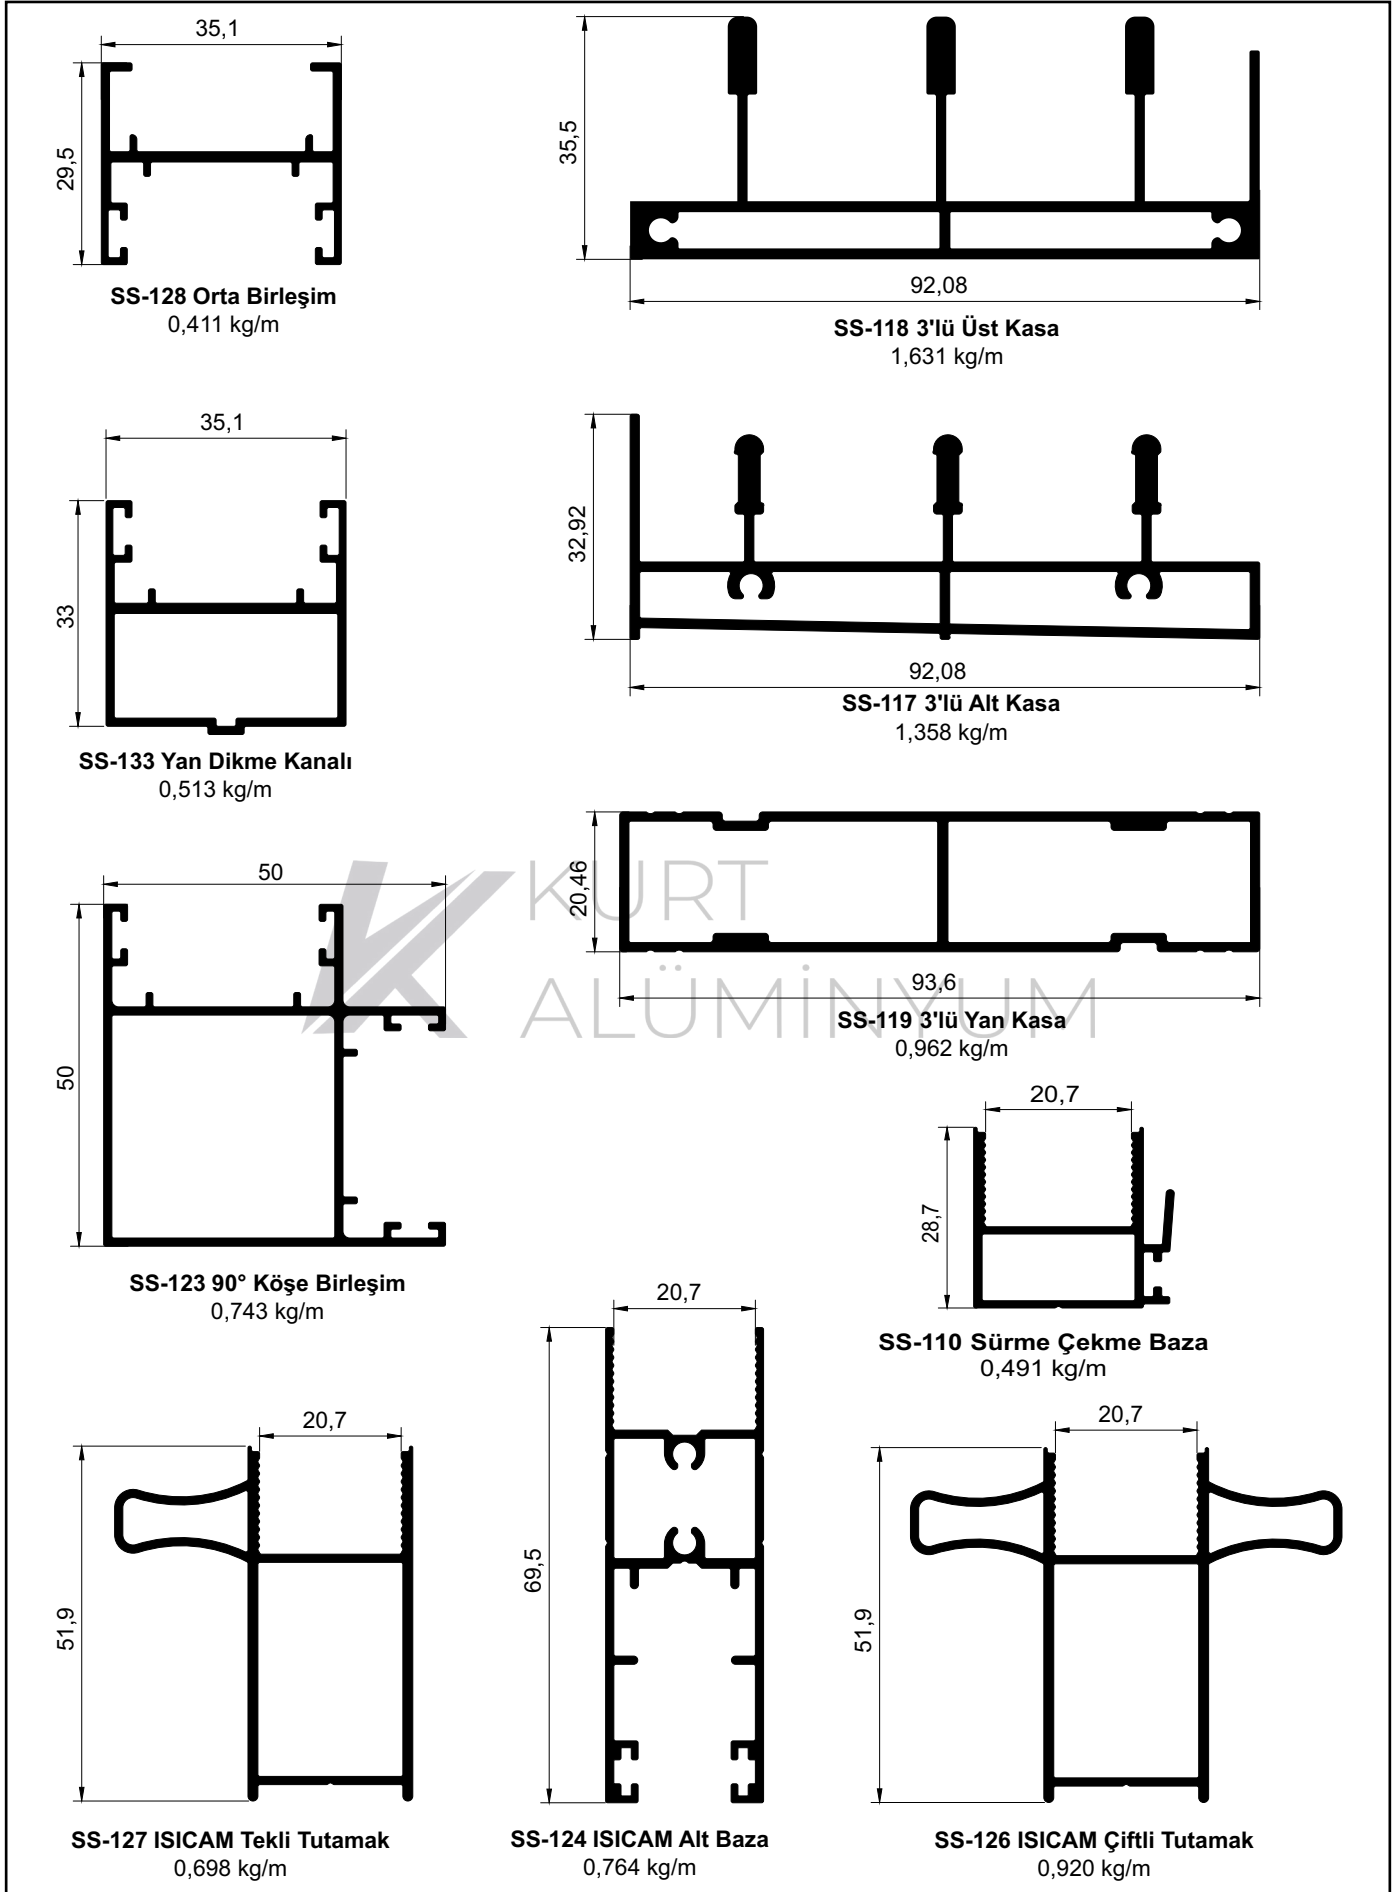 35,1
29,5
SS-128 Orta Birleşim
0,411 kg/m
35,5
92,08
SS-118 3'lü Üst Kasa
1,631 kg/m
35,1
33
SS-133 Yan Dikme Kanalı
0,513 kg/m
32,92
92,08
SS-117 3'lü Alt Kasa
1,358 kg/m
20,46
93,6
SS-119 3'lü Yan Kasa
0,962 kg/m
KURT
ALÜMİNYUM
50
50
SS-123 90° Köşe Birleşim
0,743 kg/m
20,7
28,7
SS-110 Sürme Çekme Baza
0,491 kg/m
20,7
51,9
SS-127 ISICAM Tekli Tutamak
0,698 kg/m
20,7
69,5
SS-124 ISICAM Alt Baza
0,764 kg/m
20,7
51,9
SS-126 ISICAM Çiftli Tutamak
0,920 kg/m